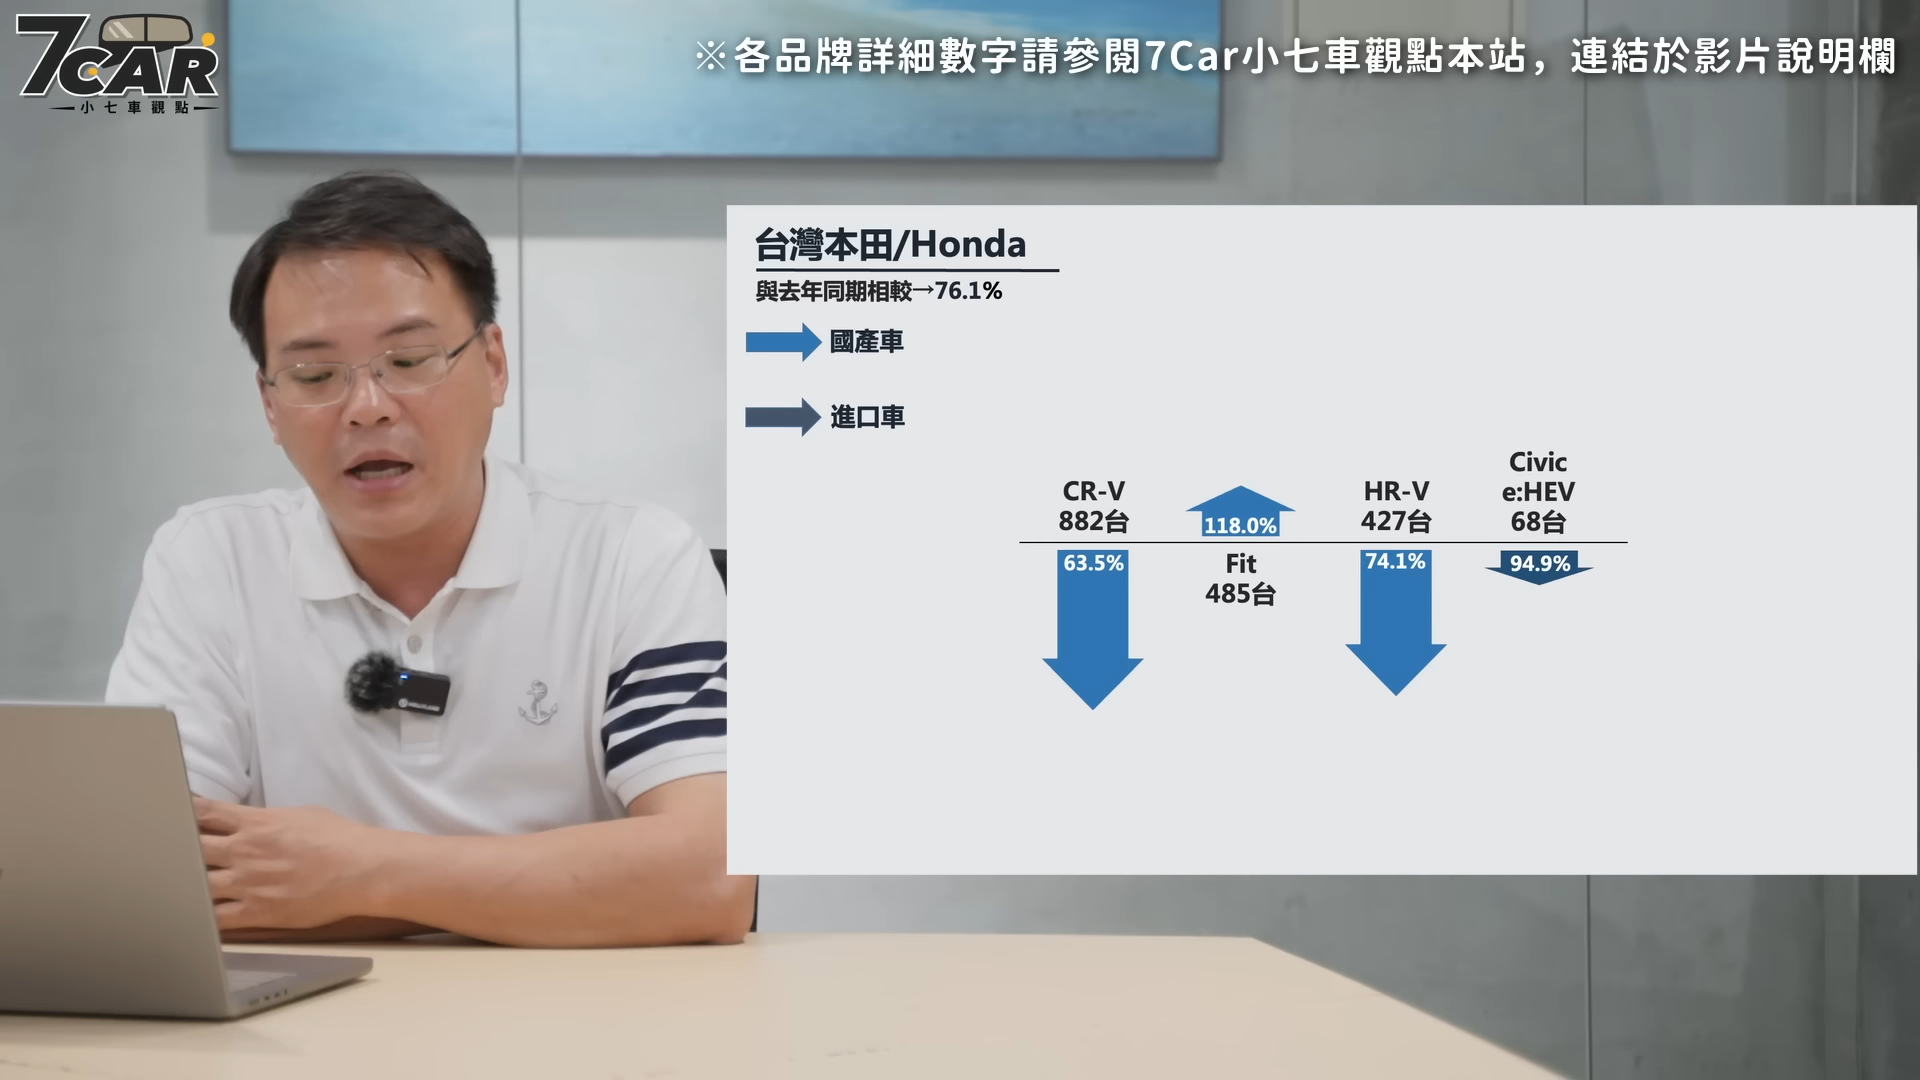 7CAR
小七車觀點
※各品牌詳細數字請參閱7Car小七車觀點本站，連結於影片說明欄
台灣本田/Honda
與去年同期相較→76.1%
國產車
進口車
CR-V
882台
63.5%
118.0%
Fit
485台
HR-V
427台
74.1%
Civic
e:HEV
68台
94.9%